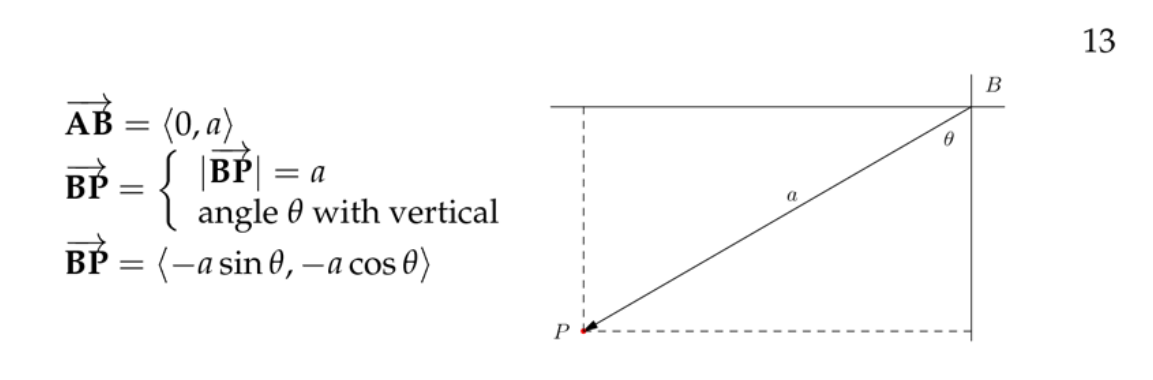 13
$\overrightarrow{\mathbf{AB}} = \langle 0, a \rangle$
$\overrightarrow{\mathbf{BP}} = \begin{cases} |\overrightarrow{\mathbf{BP}}| = a \\ \text{angle } \theta \text{ with vertical} \end{cases}$
$\overrightarrow{\mathbf{BP}} = \langle -a \sin \theta, -a \cos \theta \rangle$
B
θ
a
P